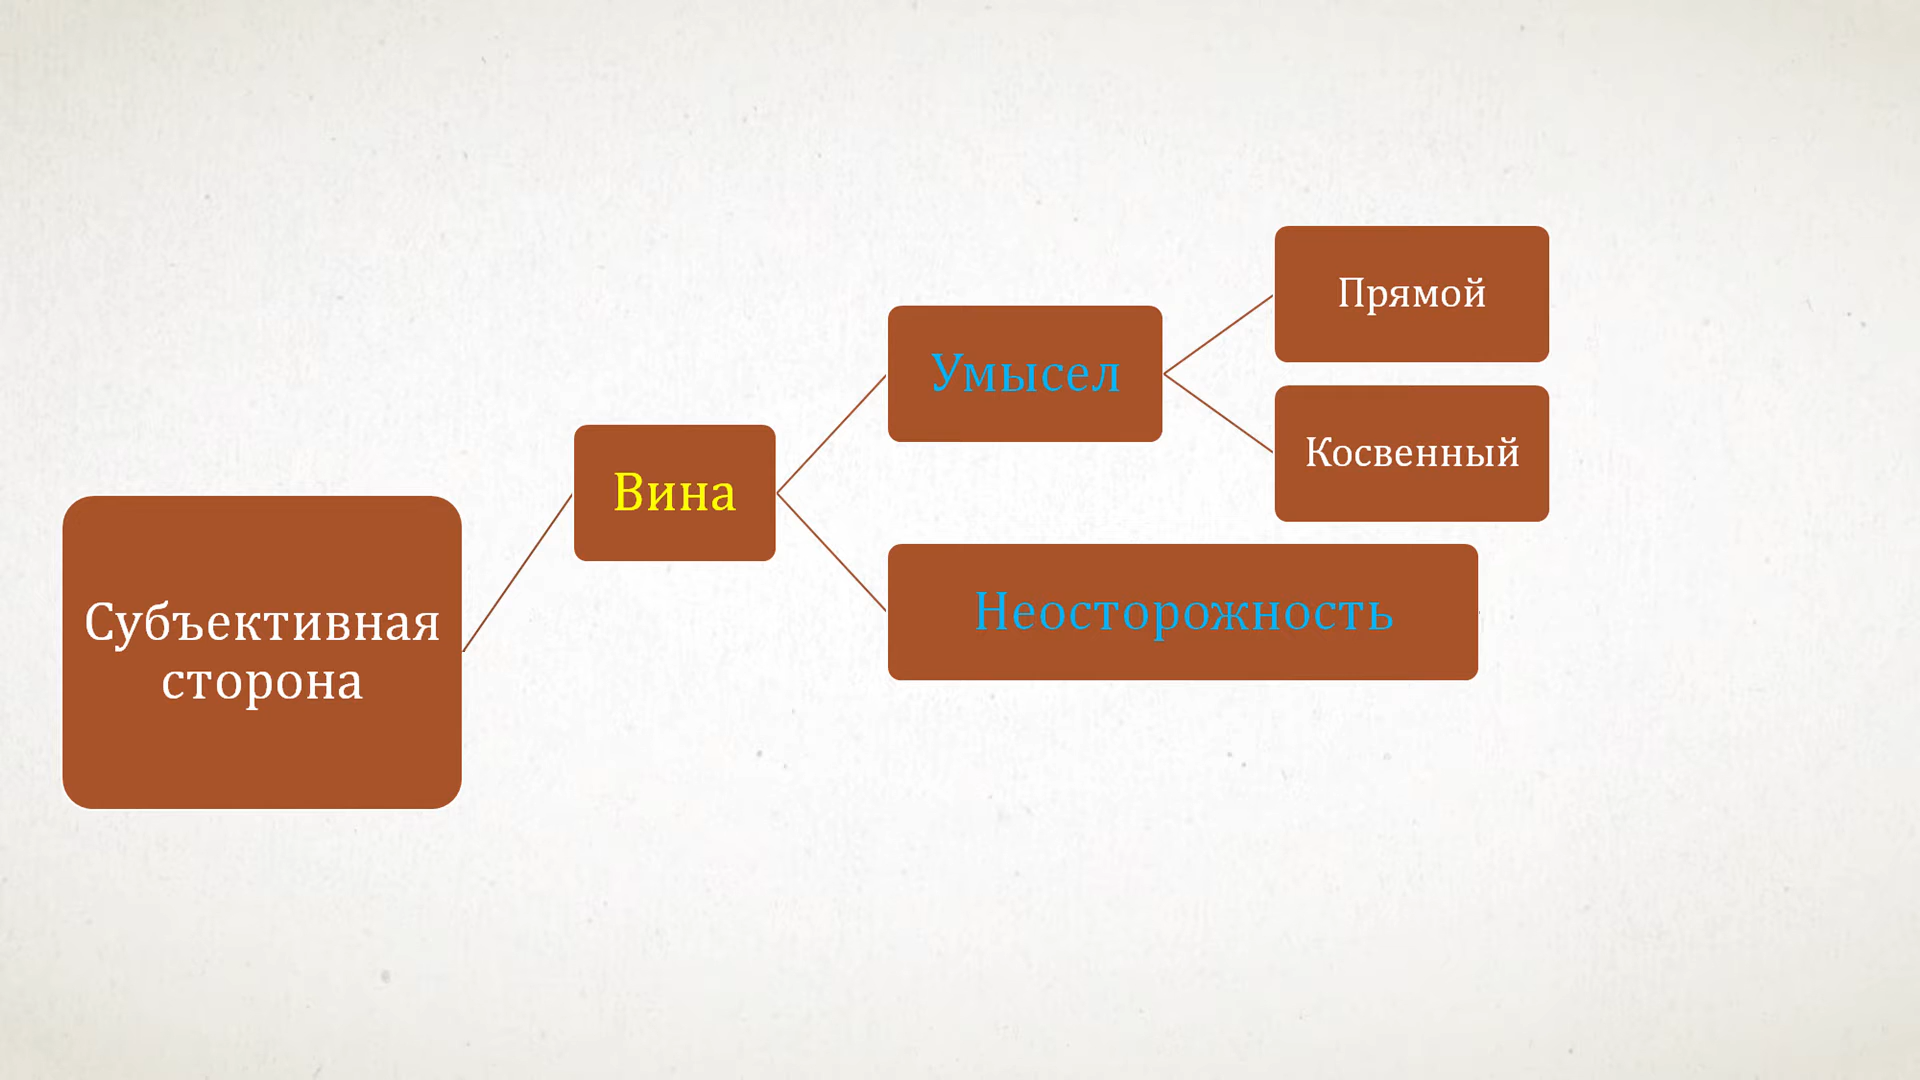 Субъективная
сторона
Вина
Умысел
Прямой
Косвенный
Неосторожность